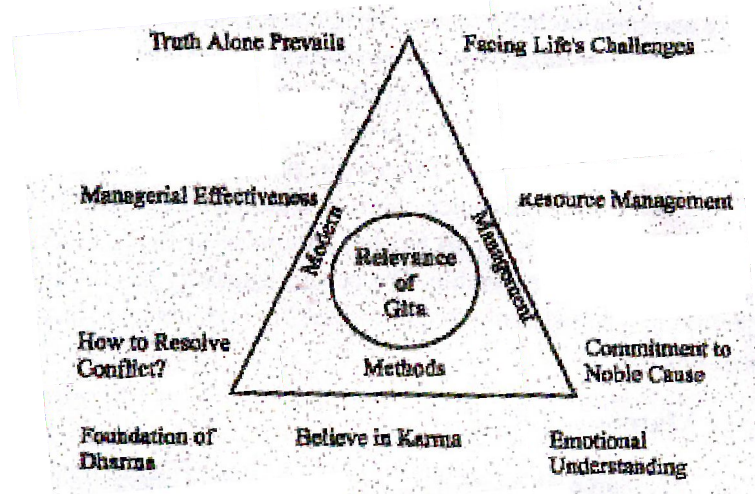 Truth Alone Prevails
Facing Life's Challenges
Managerial Effectiveness
Resource Management
Modern
Management
Relevance
of
Gita
How to Resolve
Conflict?
Methods
Commitment to
Noble Cause
Foundation of
Dharma
Believe in Karma
Emotional
Understanding